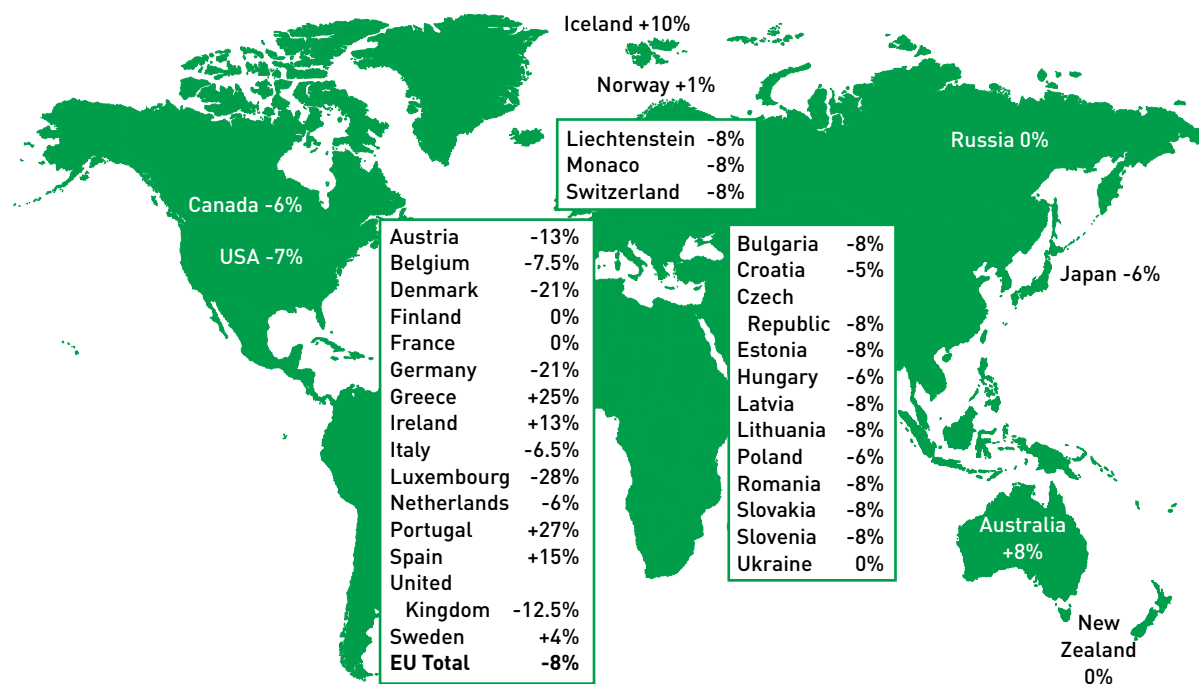 Iceland +10%
Norway +1%
Liechtenstein -8%
Monaco -8%
Switzerland -8%
Russia 0%
Canada -6%
USA -7%
Austria -13%
Belgium -7.5%
Denmark -21%
Finland 0%
France 0%
Germany -21%
Greece +25%
Ireland +13%
Italy -6.5%
Luxembourg -28%
Netherlands -6%
Portugal +27%
Spain +15%
United
Kingdom -12.5%
Sweden +4%
EU Total -8%
Bulgaria -8%
Croatia -5%
Czech
Republic -8%
Estonia -8%
Hungary -6%
Latvia -8%
Lithuania -8%
Poland -6%
Romania -8%
Slovakia -8%
Slovenia -8%
Ukraine 0%
Japan -6%
Australia
+8%
New
Zealand
0%